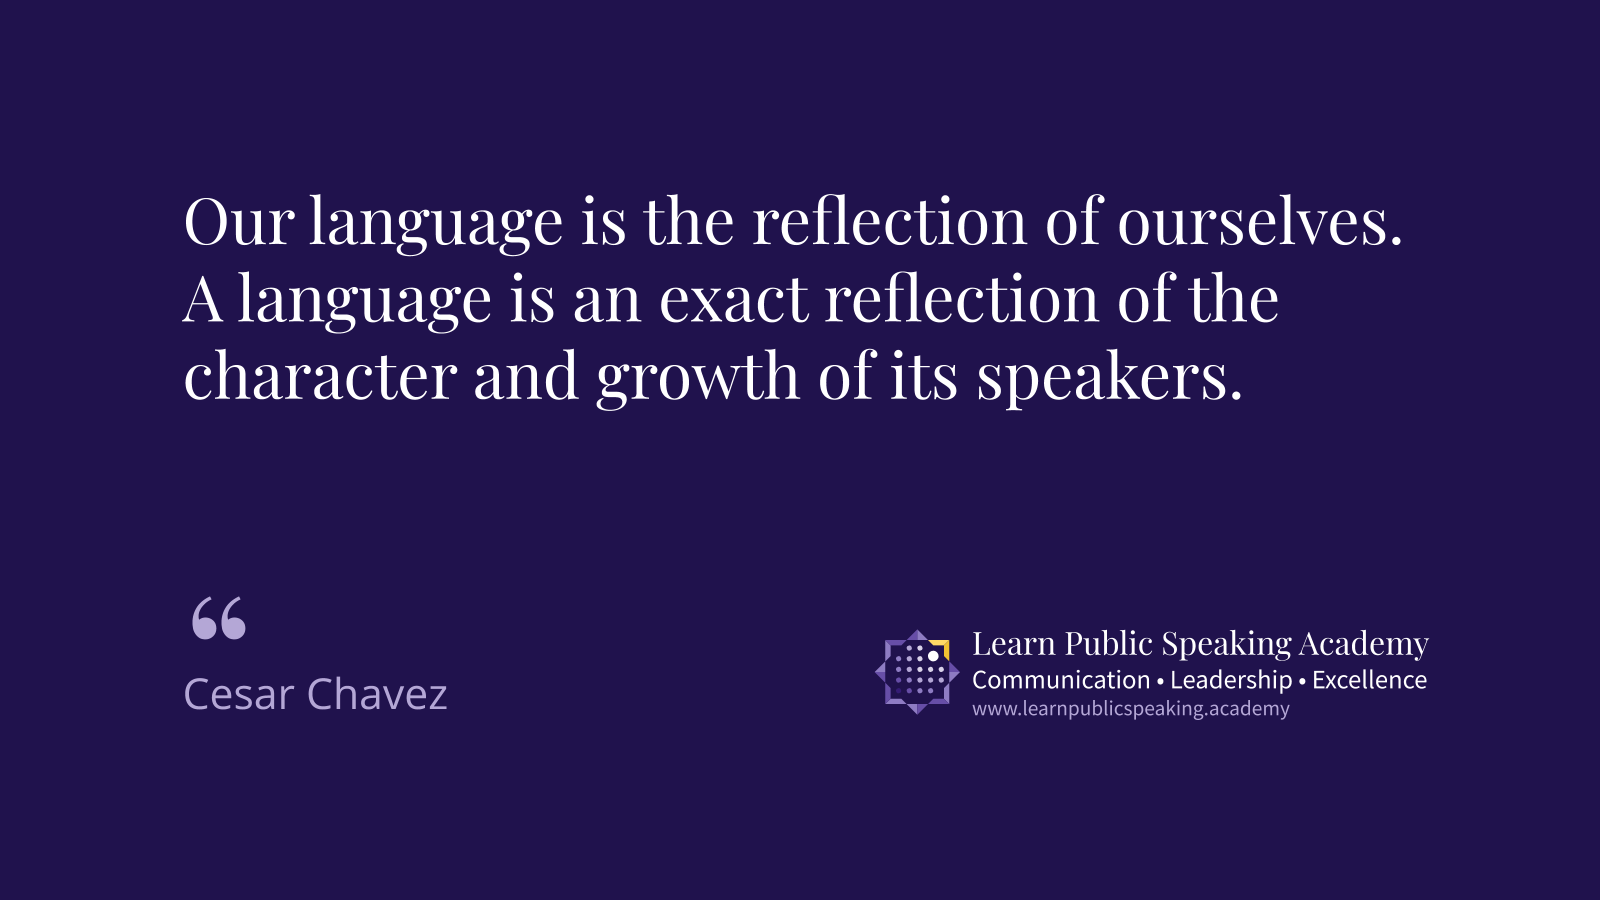 Our language is the reflection of ourselves.
A language is an exact reflection of the
character and growth of its speakers.
“
Cesar Chavez
Learn Public Speaking Academy
Communication • Leadership • Excellence
www.learnpublicspeaking.academy